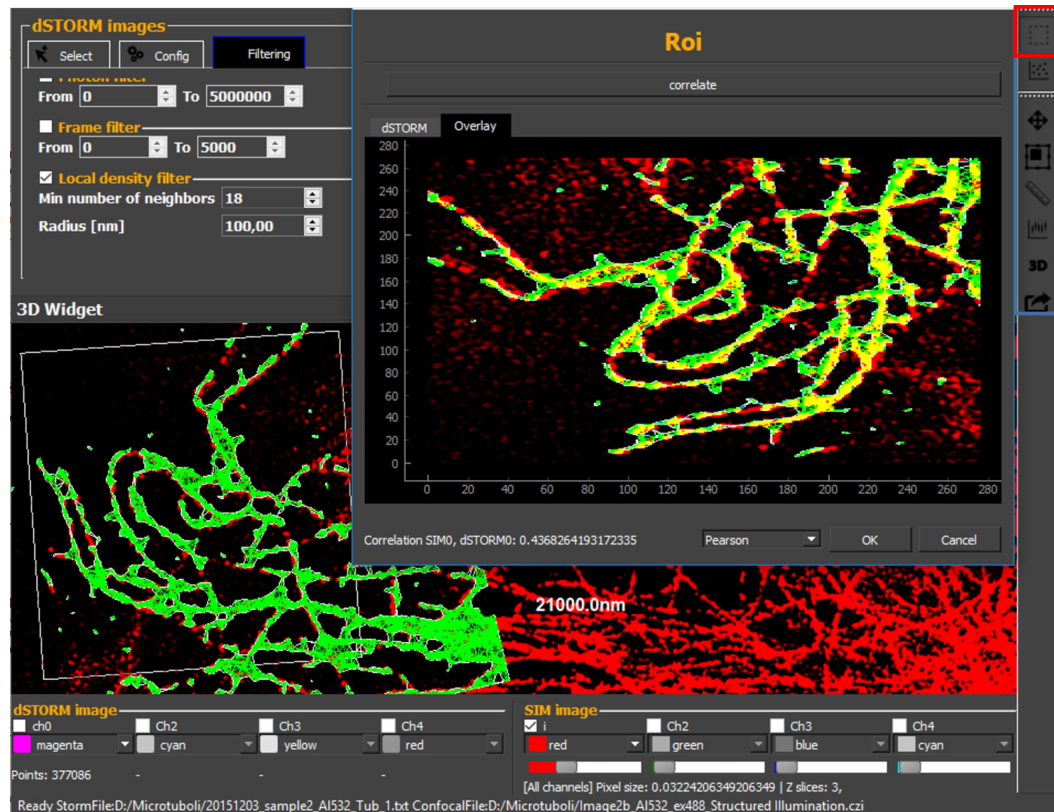 dSTORM images
Select Config Filtering
Photon filter
From 0 To 5000000
Frame filter
From 0 To 5000
Local density filter
Min number of neighbors 18
Radius [nm] 100,00
3D Widget
Roi
correlate
dSTORM Overlay
280
260
240
220
200
180
160
140
120
100
80
60
40
20
0
0 20 40 60 80 100 120 140 160 180 200 220 240 260 280
Correlation SIM0, dSTORM0: 0.4368264193172335 Pearson OK Cancel
3D
21000.0nm
dSTORM image
ch0 Ch2 Ch3 Ch4
magenta cyan yellow red
Points: 377086 - - -
SIM image
i Ch2 Ch3 Ch4
red green blue cyan
[All channels] Pixel size: 0.03224206349206349 | Z slices: 3,
Ready StormFile:D:/Microtuboli/20151203_sample2_Al532_Tub_1.txt ConfocalFile:D:/Microtuboli/Image2b_Al532_ex488_Structured Illumination.czi